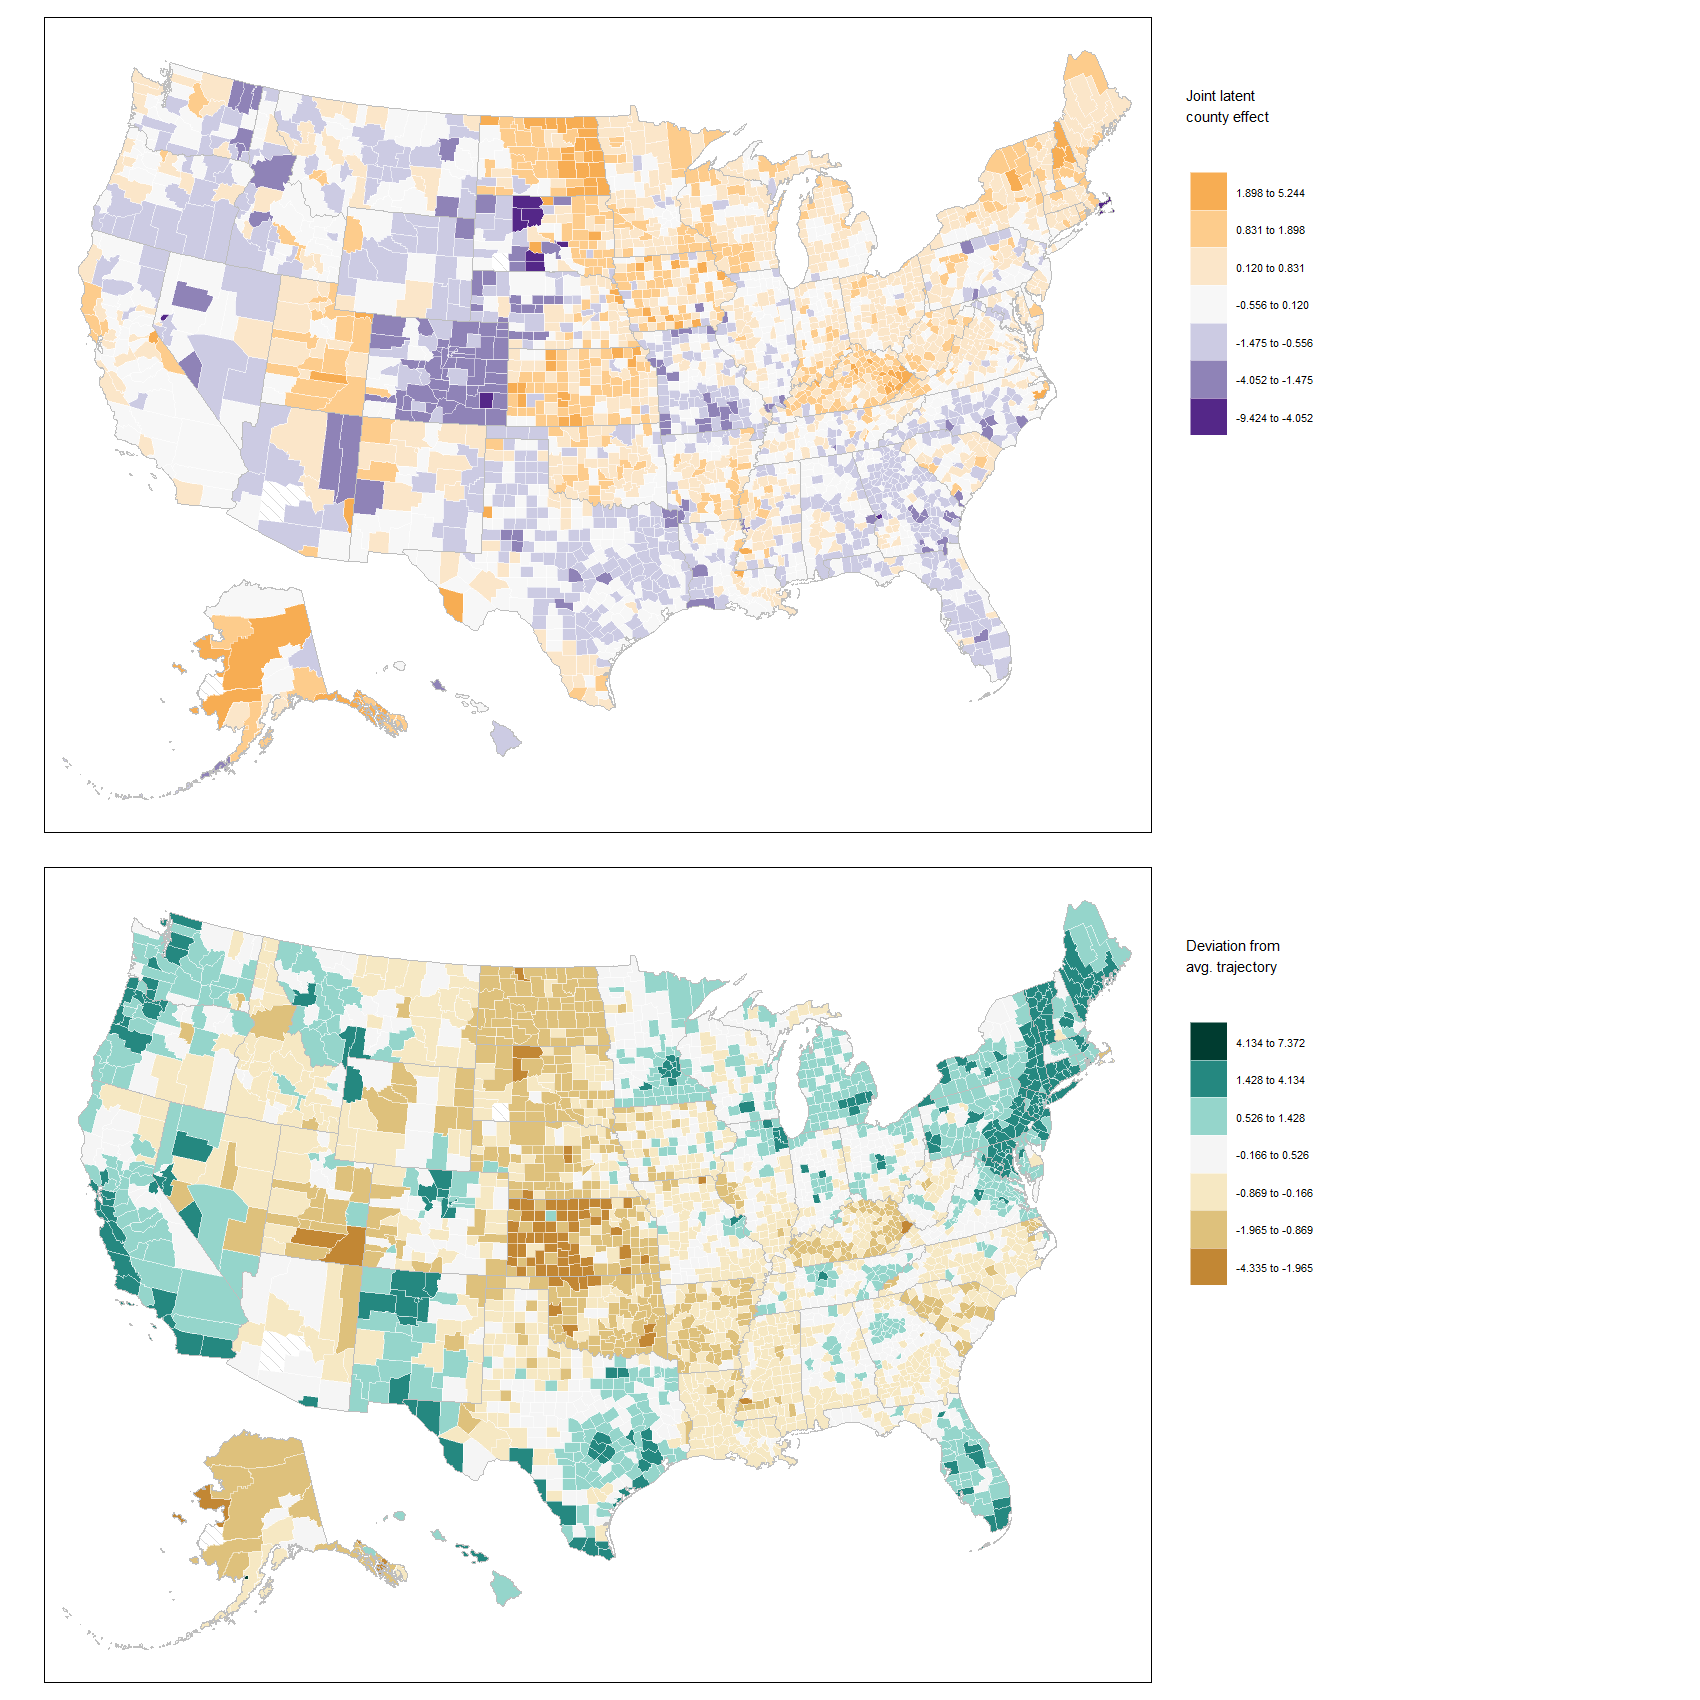 Joint latent
county effect
1.898 to 5.244
0.831 to 1.898
0.120 to 0.831
-0.556 to 0.120
-1.475 to -0.556
-4.052 to -1.475
-9.424 to -4.052
Deviation from
avg. trajectory
4.134 to 7.372
1.428 to 4.134
0.526 to 1.428
-0.166 to 0.526
-0.869 to -0.166
-1.965 to -0.869
-4.335 to -1.965